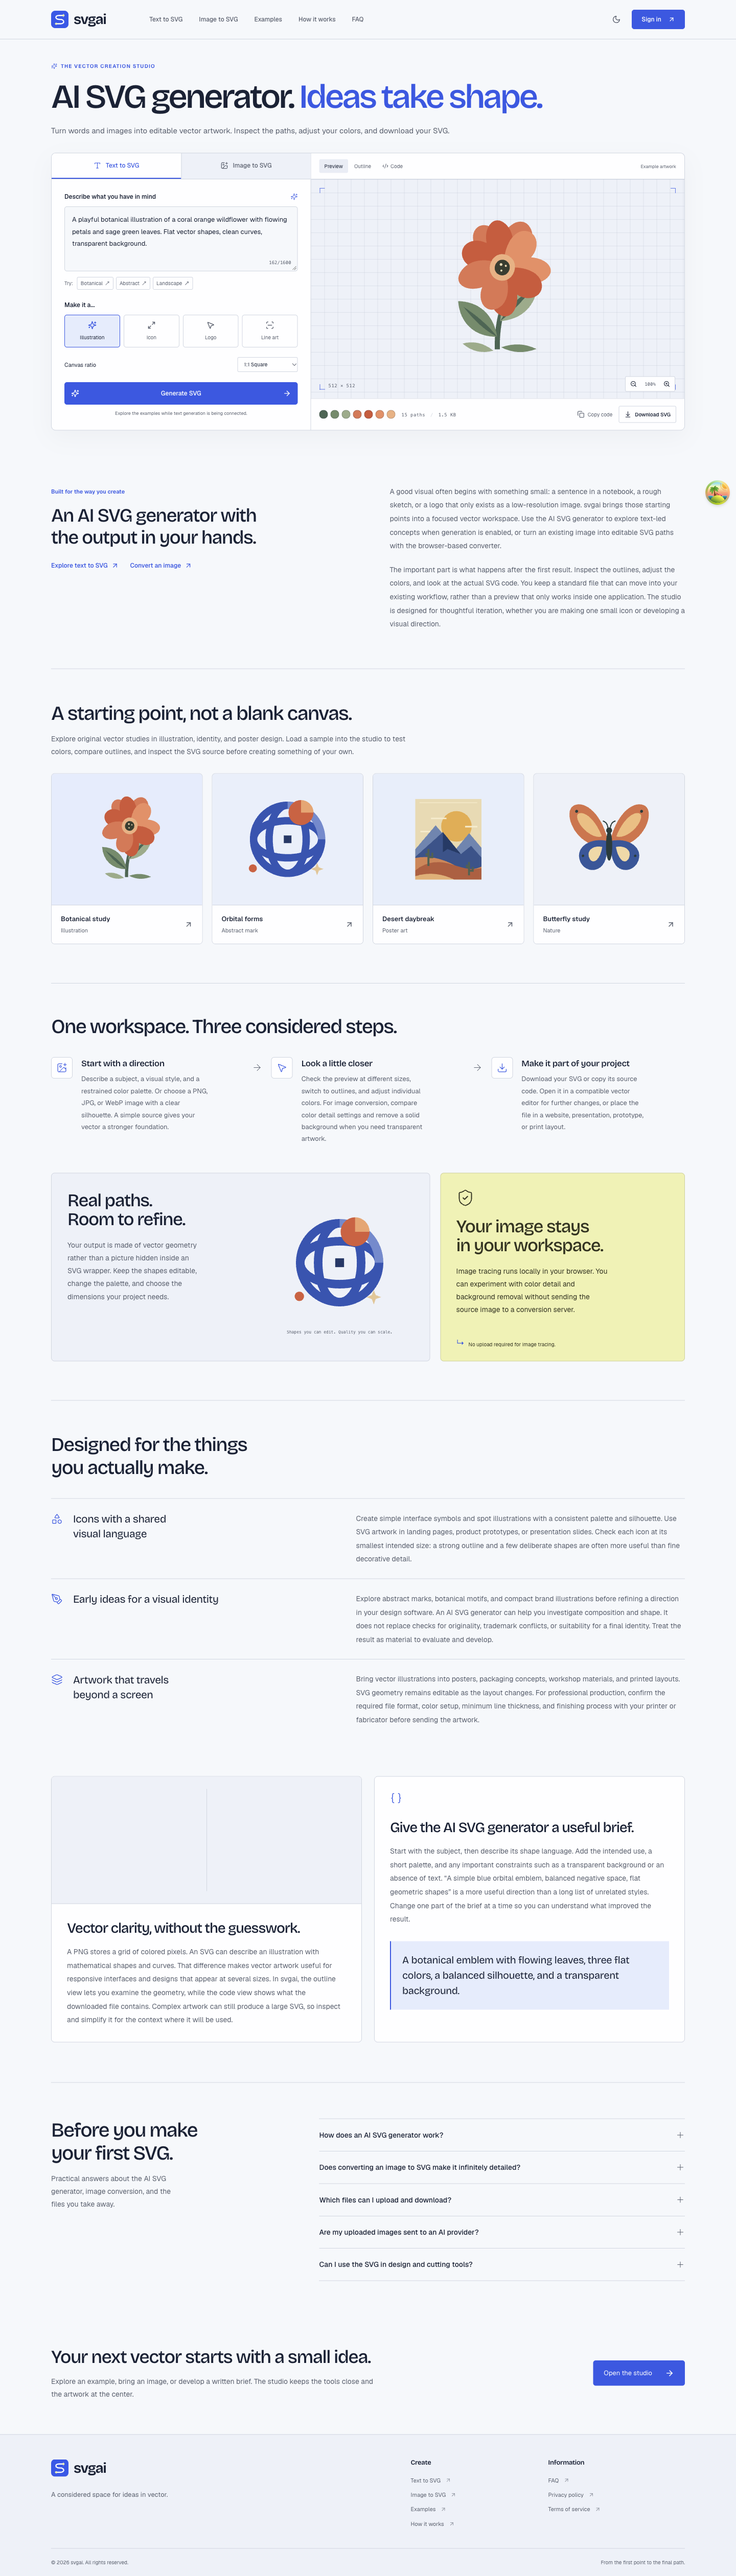 svgai
Text to SVG
Image to SVG
Examples
How it works
FAQ
Sign in
THE VECTOR CREATION STUDIO
AI SVG generator. Ideas take shape.
Turn words and images into editable vector artwork. Inspect the paths, adjust your colors, and download your SVG.
Text to SVG
Image to SVG
Describe what you have in mind
A playful botanical illustration of a coral orange wildflower with flowing
petals and sage green leaves. Flat vector shapes, clean curves,
transparent background.
162/1600
Try:
Botanical
Abstract
Landscape
Make it a...
Illustration
Icon
Logo
Line art
Canvas ratio
1:1 Square
Generate SVG
Explore the examples while text generation is being connected.
Preview
Outline
Code
Example artwork
512 × 512
100%
15 paths / 1.5 KB
Copy code
Download SVG
Built for the way you create
An AI SVG generator with
the output in your hands.
Explore text to SVG
Convert an image
A good visual often begins with something small: a sentence in a notebook, a rough
sketch, or a logo that only exists as a low-resolution image. svgai brings those starting
points into a focused vector workspace. Use the AI SVG generator to explore text-led
concepts when generation is enabled, or turn an existing image into editable SVG paths
with the browser-based converter.
The important part is what happens after the first result. Inspect the outlines, adjust the
colors, and look at the actual SVG code. You keep a standard file that can move into your
existing workflow, rather than a preview that only works inside one application. The studio
is designed for thoughtful iteration, whether you are making one small icon or developing a
visual direction.
A starting point, not a blank canvas.
Explore original vector studies in illustration, identity, and poster design. Load a sample into the studio to test
colors, compare outlines, and inspect the SVG source before creating something of your own.
Botanical study
Illustration
Orbital forms
Abstract mark
Desert daybreak
Poster art
Butterfly study
Nature
One workspace. Three considered steps.
Start with a direction
Describe a subject, a visual style, and a
restrained color palette. Or choose a PNG,
JPG, or WebP image with a clear
silhouette. A simple source gives your
vector a stronger foundation.
Look a little closer
Check the preview at different sizes,
switch to outlines, and adjust individual
colors. For image conversion, compare
color detail settings and remove a solid
background when you need transparent
artwork.
Make it part of your project
Download your SVG or copy its source
code. Open it in a compatible vector
editor for further changes, or place the
file in a website, presentation, prototype,
or print layout.
Real paths.
Room to refine.
Your output is made of vector geometry
rather than a picture hidden inside an
SVG wrapper. Keep the shapes editable,
change the palette, and choose the
dimensions your project needs.
Shapes you can edit. Quality you can scale.
Your image stays
in your workspace.
Image tracing runs locally in your browser. You
can experiment with color detail and
background removal without sending the
source image to a conversion server.
No upload required for image tracing.
Designed for the things
you actually make.
Icons with a shared
visual language
Create simple interface symbols and spot illustrations with a consistent palette and silhouette. Use
SVG artwork in landing pages, product prototypes, or presentation slides. Check each icon at its
smallest intended size: a strong outline and a few deliberate shapes are often more useful than fine
decorative detail.
Early ideas for a visual identity
Explore abstract marks, botanical motifs, and compact brand illustrations before refining a direction
in your design software. An AI SVG generator can help you investigate composition and shape. It
does not replace checks for originality, trademark conflicts, or suitability for a final identity. Treat the
result as material to evaluate and develop.
Artwork that travels
beyond a screen
Bring vector illustrations into posters, packaging concepts, workshop materials, and printed layouts.
SVG geometry remains editable as the layout changes. For professional production, confirm the
required file format, color setup, minimum line thickness, and finishing process with your printer or
fabricator before sending the artwork.
Vector clarity, without the guesswork.
A PNG stores a grid of colored pixels. An SVG can describe an illustration with
mathematical shapes and curves. That difference makes vector artwork useful for
responsive interfaces and designs that appear at several sizes. In svgai, the outline
view lets you examine the geometry, while the code view shows what the
downloaded file contains. Complex artwork can still produce a large SVG, so inspect
and simplify it for the context where it will be used.
{ }
Give the AI SVG generator a useful brief.
Start with the subject, then describe its shape language. Add the intended use, a
short palette, and any important constraints such as a transparent background or an
absence of text. "A simple blue orbital emblem, balanced negative space, flat
geometric shapes" is a more useful direction than a long list of unrelated styles.
Change one part of the brief at a time so you can understand what improved the
result.
A botanical emblem with flowing leaves, three flat
colors, a balanced silhouette, and a transparent
background.
Before you make
your first SVG.
Practical answers about the AI SVG
generator, image conversion, and the
files you take away.
How does an AI SVG generator work?
Does converting an image to SVG make it infinitely detailed?
Which files can I upload and download?
Are my uploaded images sent to an AI provider?
Can I use the SVG in design and cutting tools?
Your next vector starts with a small idea.
Explore an example, bring an image, or develop a written brief. The studio keeps the tools close and
the artwork at the center.
Open the studio
svgai
A considered space for ideas in vector.
Create
Text to SVG
Image to SVG
Examples
How it works
Information
FAQ
Privacy policy
Terms of service
© 2026 svgai. All rights reserved.
From the first point to the final path.